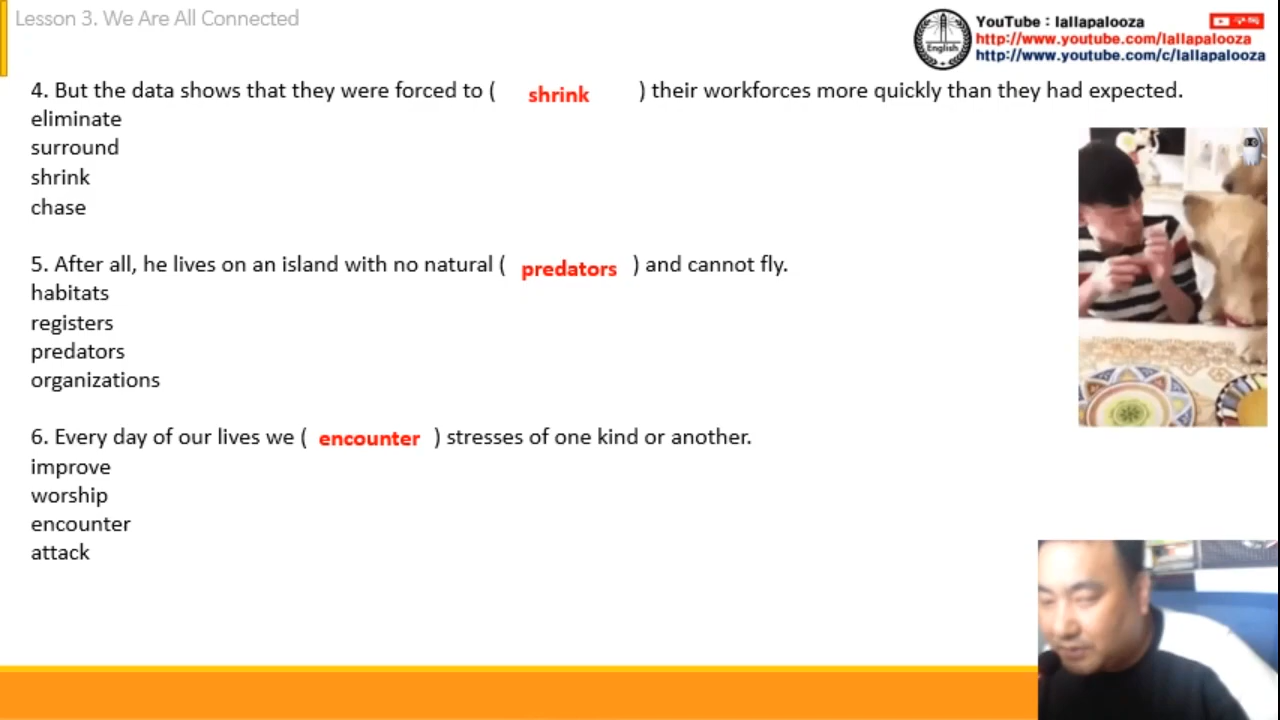 Lesson 3. We Are All Connected
YouTube : lallapalooza
http://www.youtube.com/lallapalooza
http://www.youtube.com/c/lallapalooza
English
4. But the data shows that they were forced to ( shrink ) their workforces more quickly than they had expected.
eliminate
surround
shrink
chase
5. After all, he lives on an island with no natural ( predators ) and cannot fly.
habitats
registers
predators
organizations
6. Every day of our lives we ( encounter ) stresses of one kind or another.
improve
worship
encounter
attack